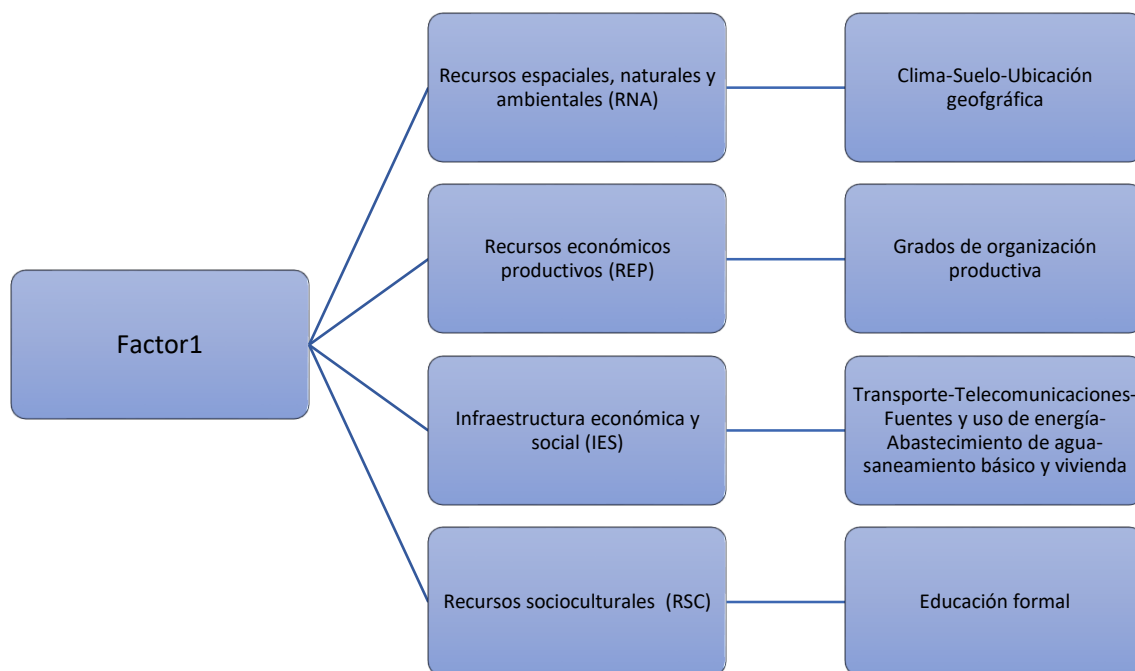 Recursos espaciales, naturales y
ambientales (RNA)
Clima-Suelo-Ubicación
geofgráfica
Recursos económicos
productivos (REP)
Grados de organización
productiva
Factor1
Infraestructura económica y
social (IES)
Transporte-Telecomunicaciones-
Fuentes y uso de energía-
Abastecimiento de agua-
saneamiento básico y vivienda
Recursos socioculturales  (RSC)
Educación formal